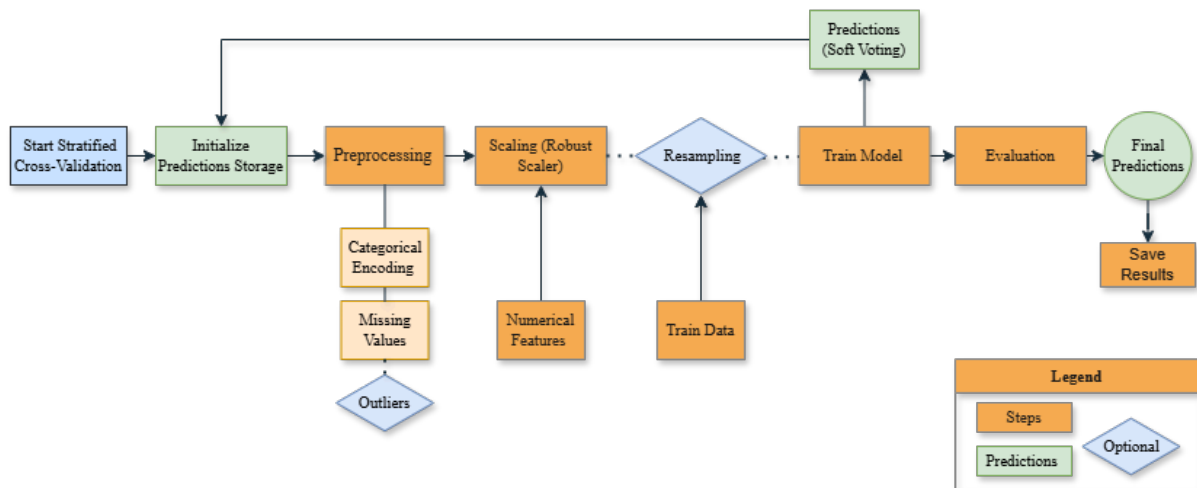 Predictions
(Soft Voting)
Start Stratified
Cross-Validation
Initialize
Predictions Storage
Preprocessing
Scaling (Robust
Scaler)
Resampling
Train Model
Evaluation
Final
Predictions
Categorical
Encoding
Save
Results
Missing
Values
Numerical
Features
Train Data
Outliers
Legend
Steps
Optional
Predictions